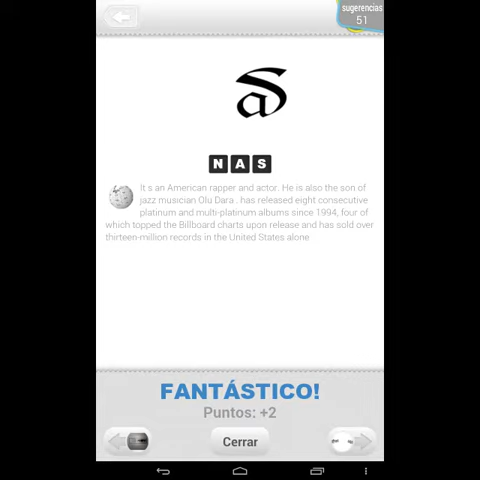 sugerencias
51
NAS
It s an American rapper and actor. He is also the son of
jazz musician Olu Dara . has released eight consecutive
platinum and multi-platinum albums since 1994, four of
which topped the Billboard charts upon release and has sold over
thirteen-million records in the United States alone
FANTÁSTICO!
Puntos: +2
Cerrar